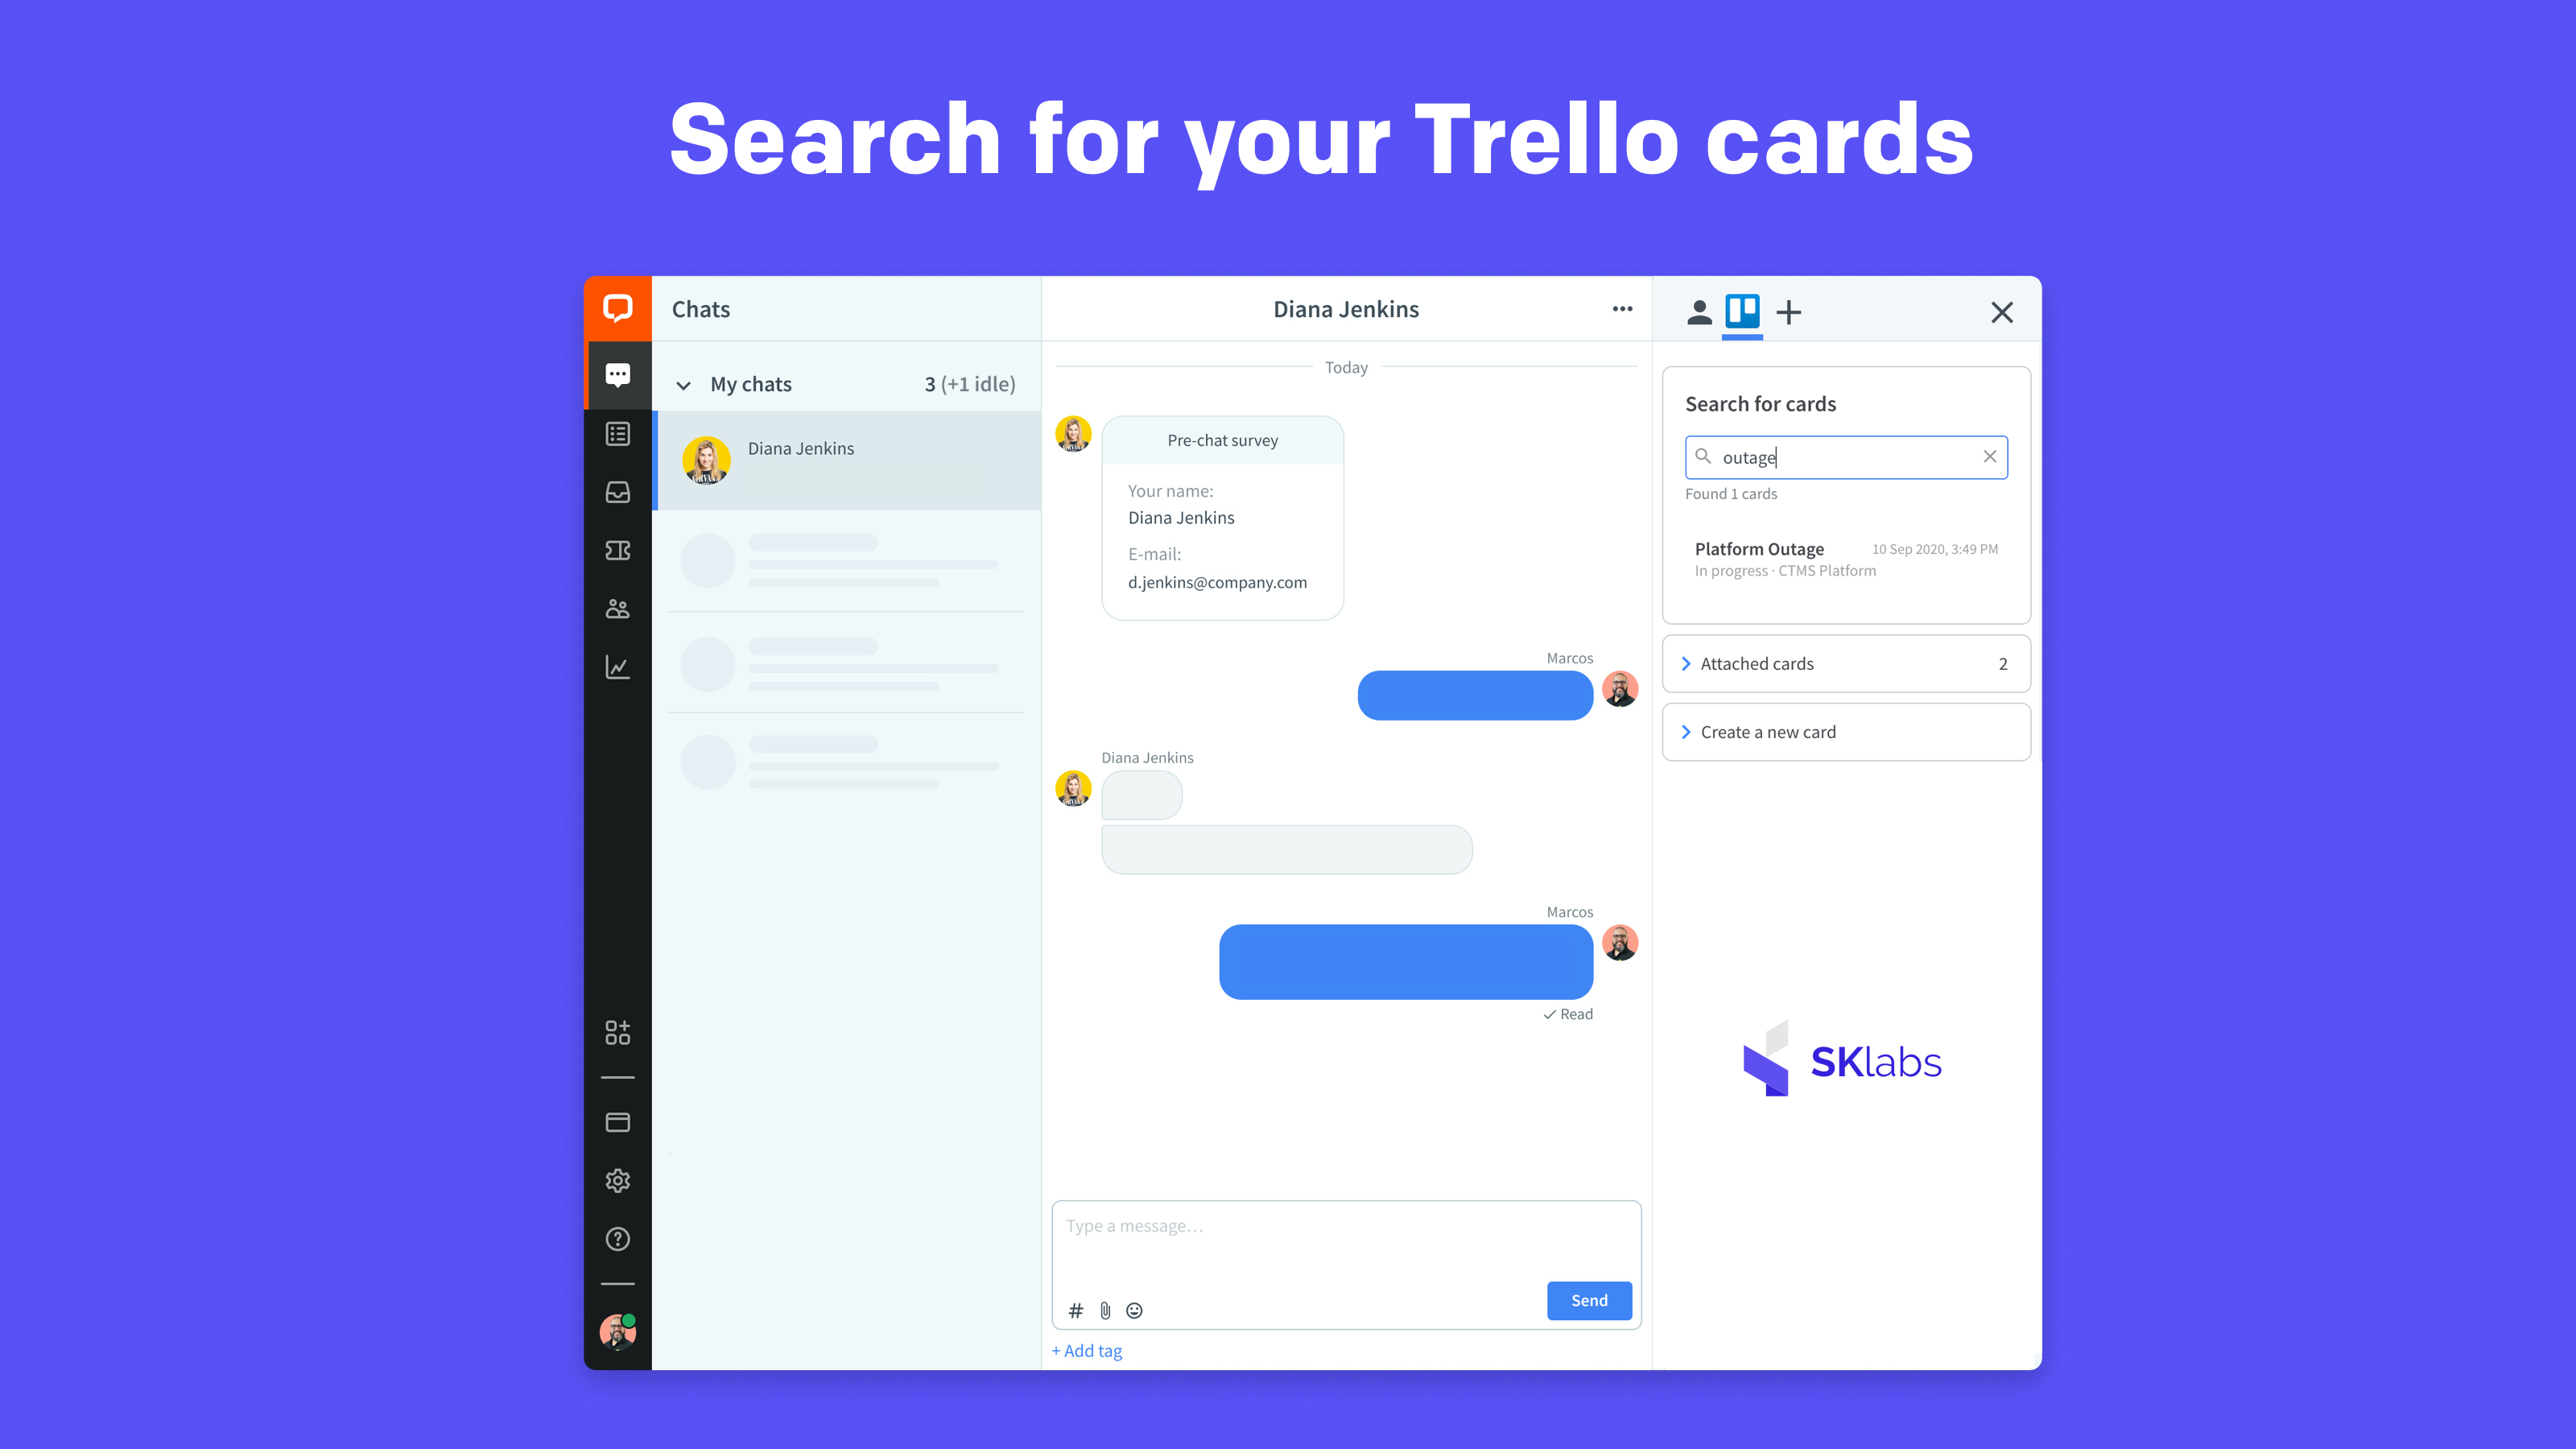 Search for your Trello cards
Chats
My chats 3 (+1 idle)
Diana Jenkins
Diana Jenkins
Today
Pre-chat survey
Your name:
Diana Jenkins
E-mail:
d.jenkins@company.com
Marcos
Diana Jenkins
Marcos
Read
Type a message...
Send
+ Add tag
Search for cards
outage
Found 1 cards
Platform Outage 10 Sep 2020, 3:49 PM
In progress · CTMS Platform
Attached cards 2
Create a new card
SKlabs